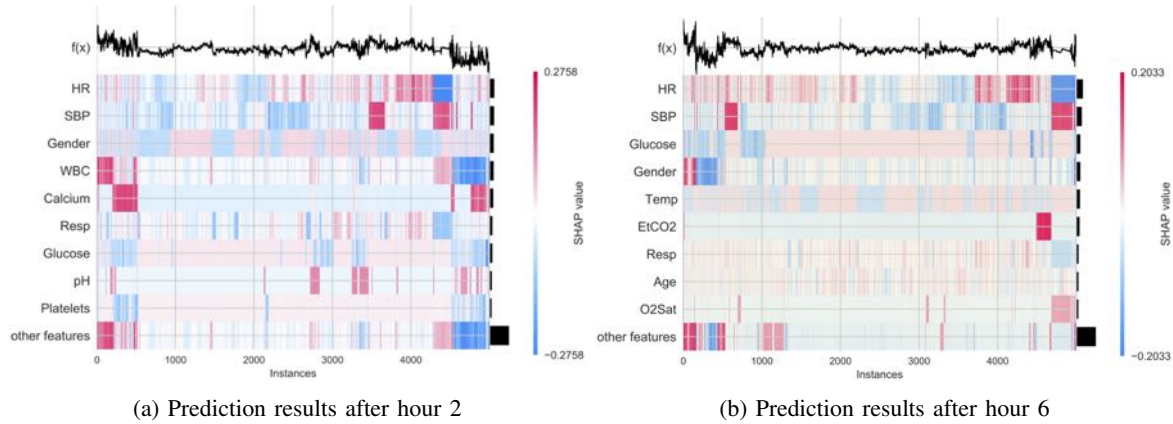 f(x)
HR
SBP
Gender
WBC
Calcium
Resp
Glucose
pH
Platelets
other features
0 1000 2000 3000 4000
Instances
0.2758
SHAP value
−0.2758
(a) Prediction results after hour 2
f(x)
HR
SBP
Glucose
Gender
Temp
EtCO2
Resp
Age
O2Sat
other features
0 1000 2000 3000 4000
Instances
0.2033
SHAP value
−0.2033
(b) Prediction results after hour 6